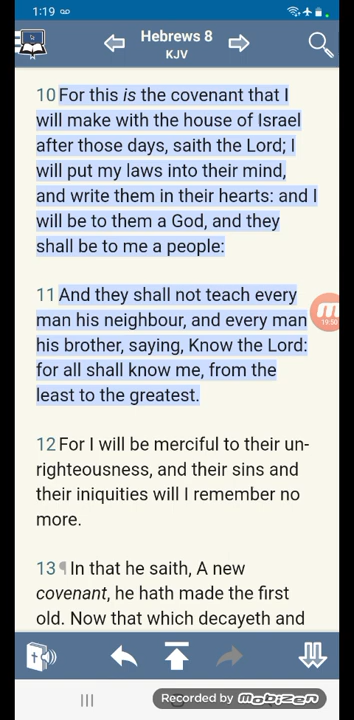 1:19
Hebrews 8
KJV
10 For this is the covenant that I
will make with the house of Israel
after those days, saith the Lord; I
will put my laws into their mind,
and write them in their hearts: and I
will be to them a God, and they
shall be to me a people:
11 And they shall not teach every
man his neighbour, and every man
his brother, saying, Know the Lord:
for all shall know me, from the
least to the greatest.
12 For I will be merciful to their un-
righteousness, and their sins and
their iniquities will I remember no
more.
13 ¶ In that he saith, A new
covenant, he hath made the first
old. Now that which decayeth and
19:50
Recorded by mobizen